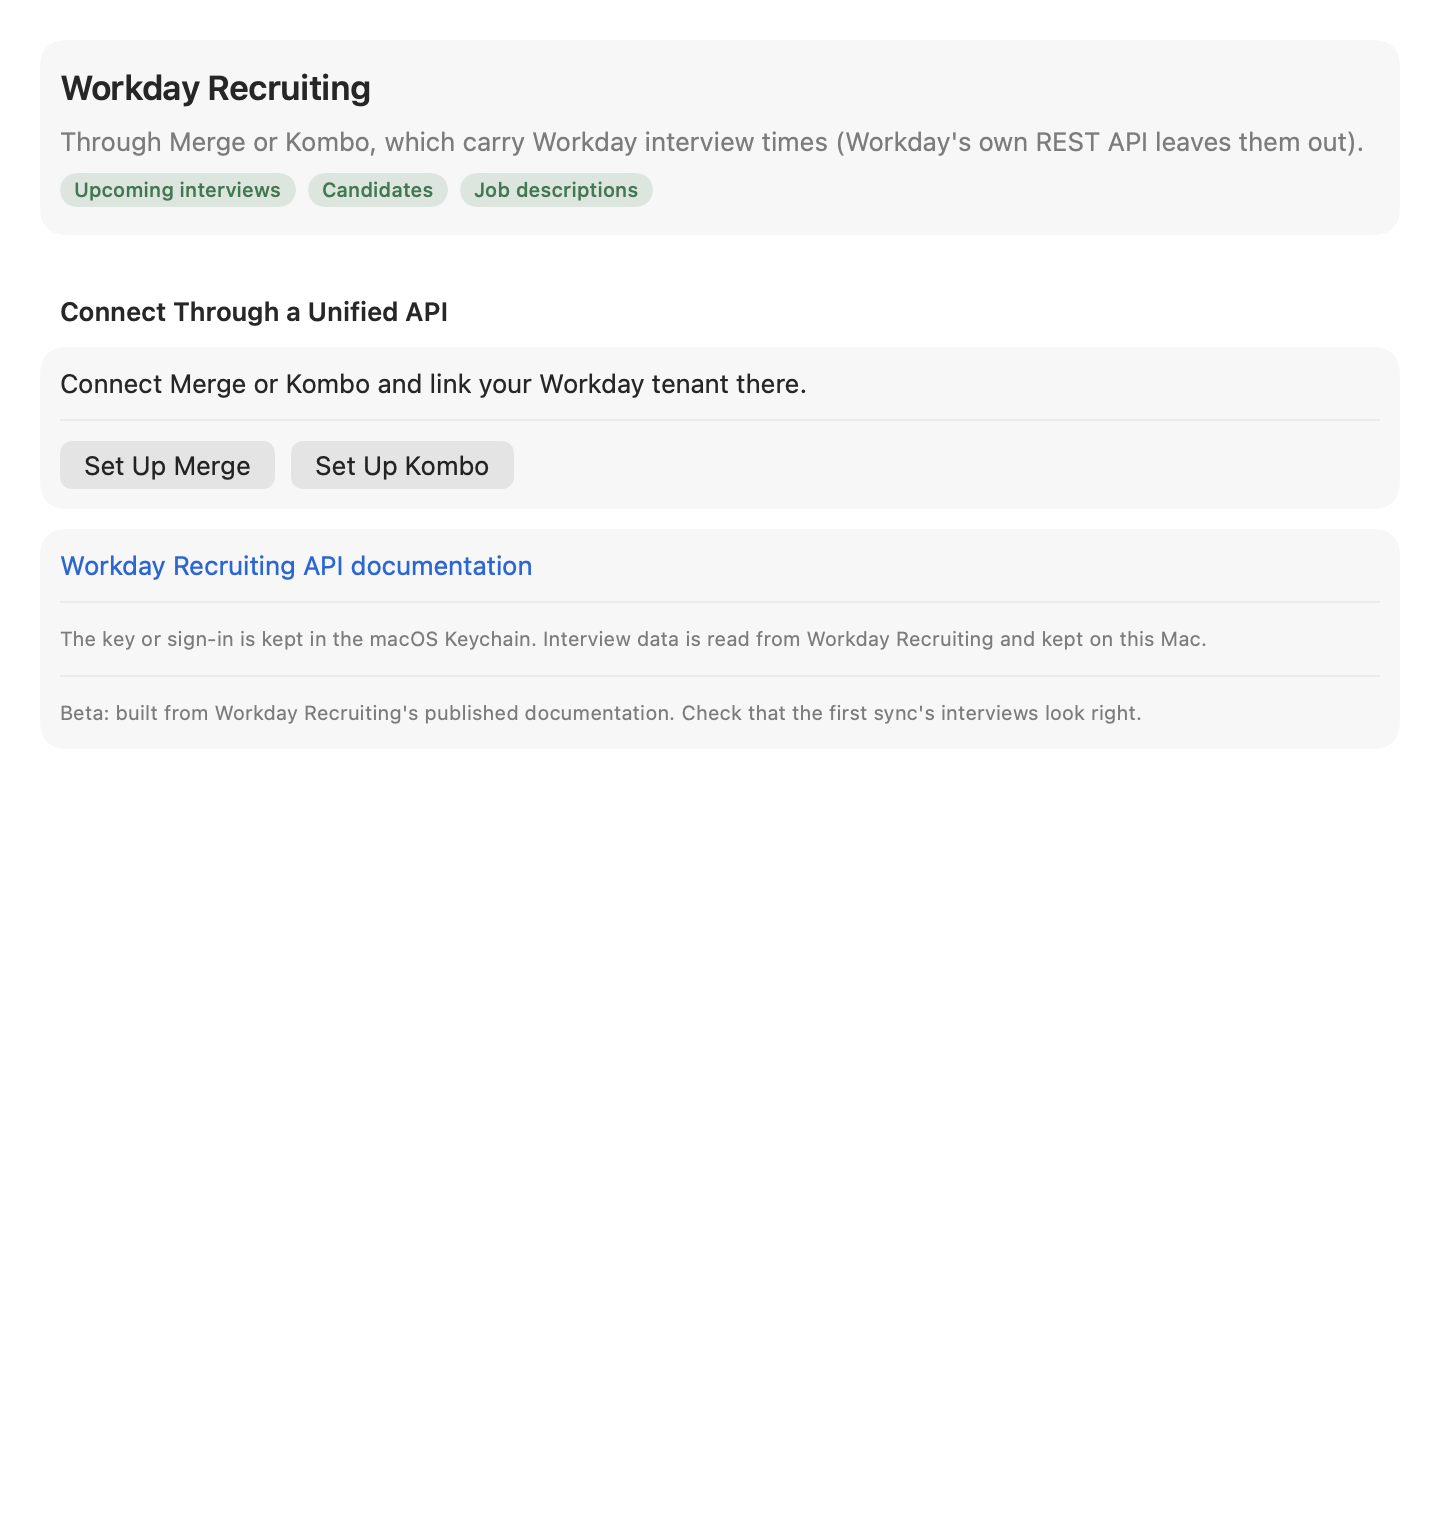 Workday Recruiting
Through Merge or Kombo, which carry Workday interview times (Workday's own REST API leaves them out).
Upcoming interviews
Candidates
Job descriptions
Connect Through a Unified API
Connect Merge or Kombo and link your Workday tenant there.
Set Up Merge
Set Up Kombo
Workday Recruiting API documentation
The key or sign-in is kept in the macOS Keychain. Interview data is read from Workday Recruiting and kept on this Mac.
Beta: built from Workday Recruiting's published documentation. Check that the first sync's interviews look right.